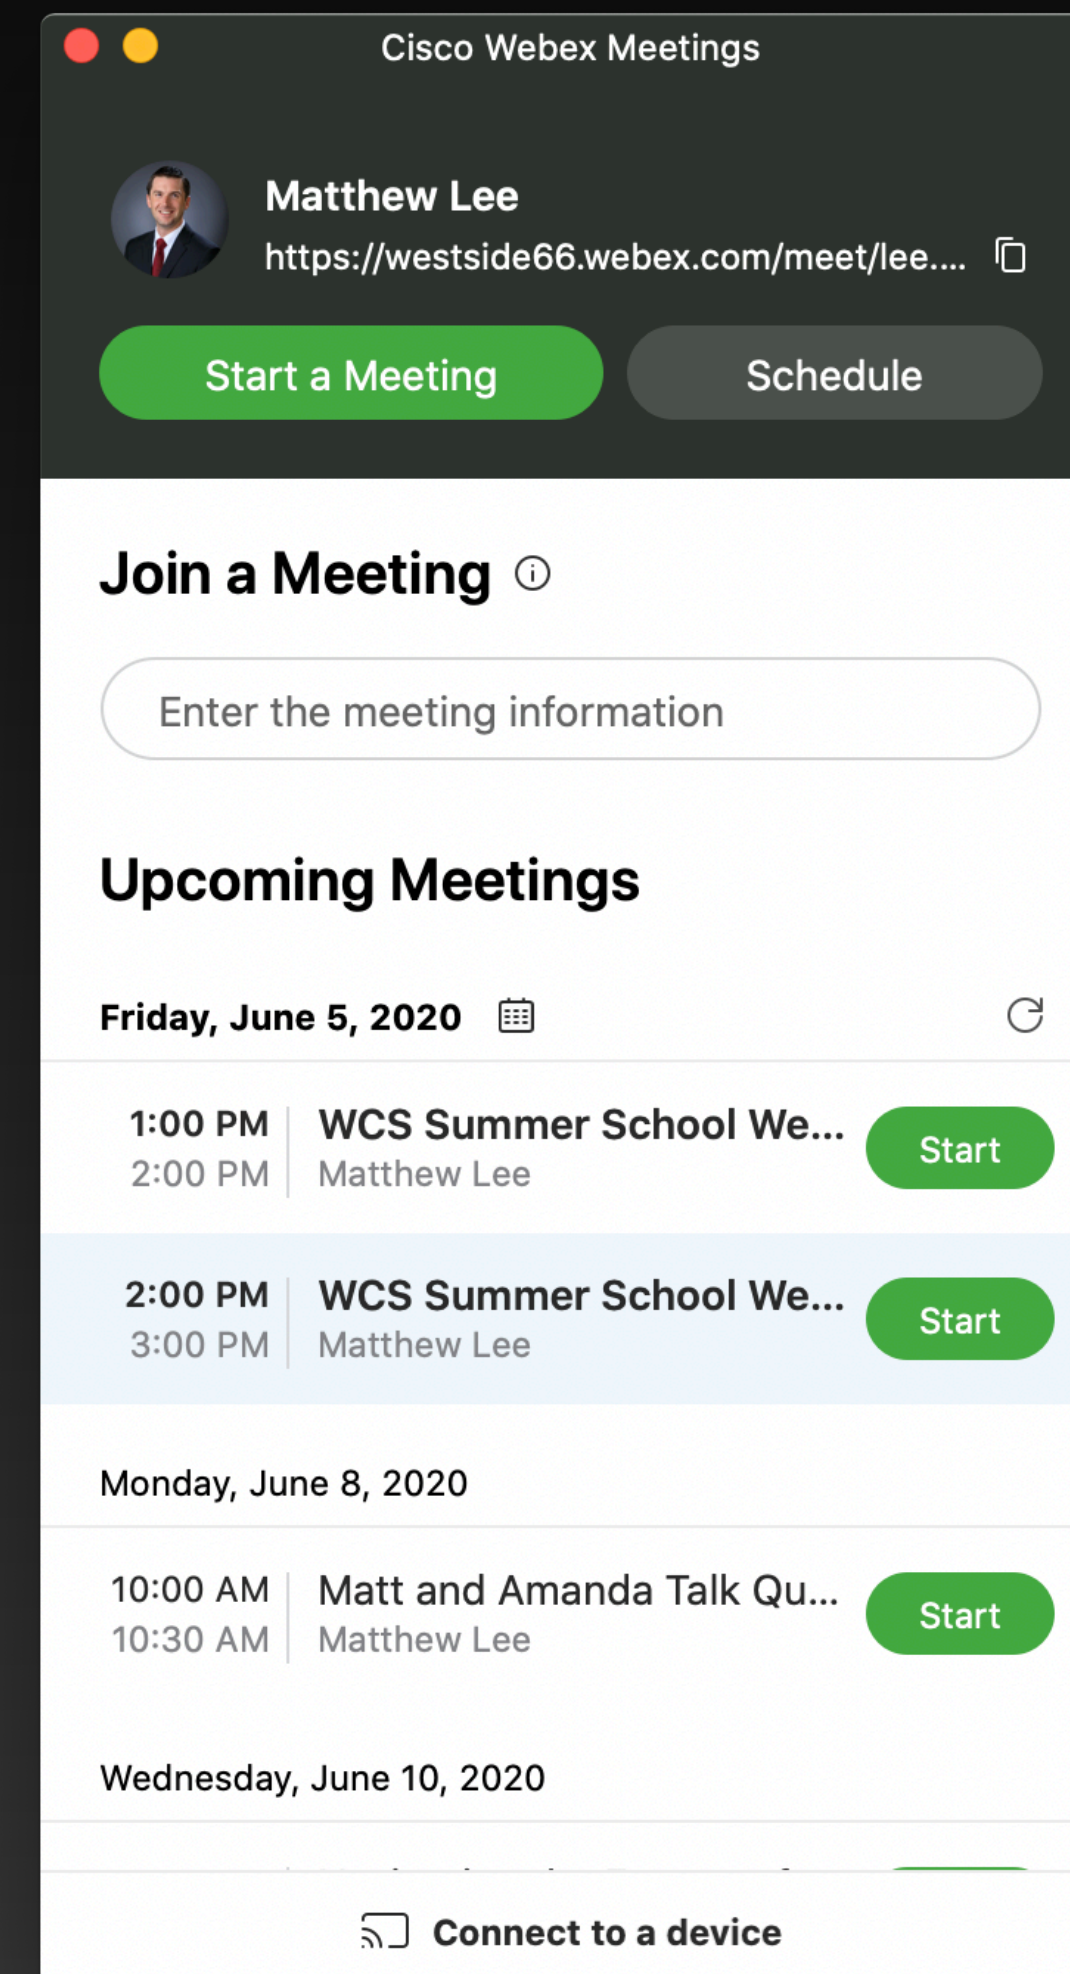 Cisco Webex Meetings
Matthew Lee
https://westside66.webex.com/meet/lee....
Start a Meeting
Schedule
Join a Meeting
Enter the meeting information
Upcoming Meetings
Friday, June 5, 2020
1:00 PM
WCS Summer School We...
2:00 PM
Matthew Lee
Start
2:00 PM
WCS Summer School We...
3:00 PM
Matthew Lee
Start
Monday, June 8, 2020
10:00 AM
Matt and Amanda Talk Qu...
10:30 AM
Matthew Lee
Start
Wednesday, June 10, 2020
Connect to a device